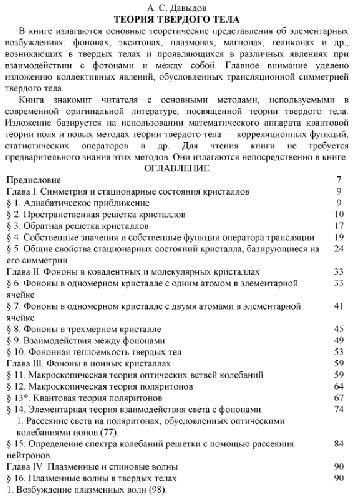 А. С. Давыдов
ТЕОРИЯ ТВЕРДОГО ТЕЛА
В книге излагаются основные теоретические представления об элементарных
возбуждениях фононах, экситонах, плазмонах, магнонах, геликонах и др.,
возникающих в твердых телах и проявляющихся в различных явлениях при
взаимодействии с фотонами и между собой. Главное внимание уделено
изложению коллективных явлений, обусловленных трансляционной симметрией
твердого тела.
Книга знакомит читателя с основными методами, используемыми в
современной оригинальной литературе, посвященной теории твердого тела.
Изложение базируется на использовании математического аппарата квантовой
теории поля и новых методах теории твердого тела корреляционных функций,
статистических операторов и др. Для чтения книги не требуется
предварительного знания этих методов. Они излагаются непосредственно в книге.
ОГЛАВЛЕНИЕ
Предисловие 7
Глава I. Симметрия и стационарные состояния кристаллов 9
§ 1. Адиабатическое приближение 9
§ 2. Пространственная решетка кристаллов 10
§ 3. Обратная решетка кристаллов 17
§ 4. Собственные значения и собственные функции оператора трансляции 19
§ 5. Общие свойства стационарных состояний кристалла, базирующиеся на 24
его симметрии
Глава II. Фононы в ковалентных и молекулярных кристаллах 33
§ 6. Фононы в одномерном кристалле с одним атомом в элементарной 33
ячейке
§ 7. Фононы в одномерном кристалле с двумя атомами в элементарной 41
ячейке
§ 8. Фононы в трехмерном кристалле 45
§ 9. Взаимодействия между фононами 49
§ 10. Фононная теплоемкость твердых тел 53
Глава III. Фононы в ионных кристаллах 59
§ 11. Макроскопическая теория оптических ветвей колебаний 59
§ 12. Макроскопическая теория поляритонов 64
§ 13*. Квантовая теория поляритонов 67
§ 14. Элементарная теория взаимодействия света с фононами 74
1. Рассеяние света на поляритонах, обусловленных оптическими
колебаниями ионов (77)
§ 15. Определение спектра колебаний решетки с помощью рассеяния 84
нейтронов
Глава IV. Плазменные и спиновые волны 90
§ 16. Плазменные волны в твердых телах 90
1. Возбуждение плазменных волн (98)